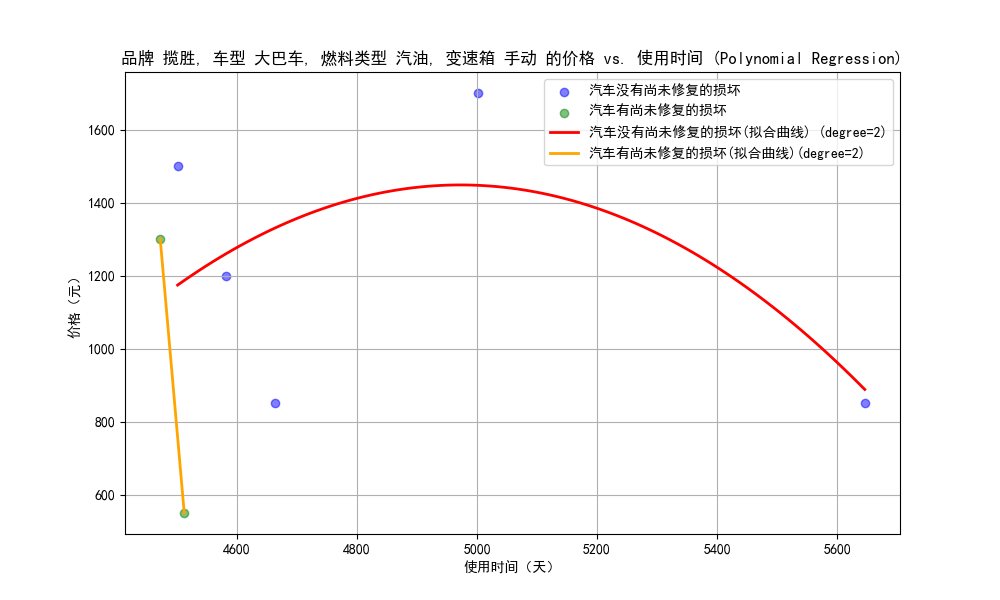 品牌 揽胜, 车型 大巴车, 燃料类型 汽油, 变速箱 手动 的价格 vs. 使用时间 (Polynomial Regression)
汽车没有尚未修复的损坏
汽车有尚未修复的损坏
汽车没有尚未修复的损坏(拟合曲线) (degree=2)
汽车有尚未修复的损坏(拟合曲线)(degree=2)
价格（元）
1600
1400
1200
1000
800
600
4600 4800 5000 5200 5400 5600
使用时间（天）